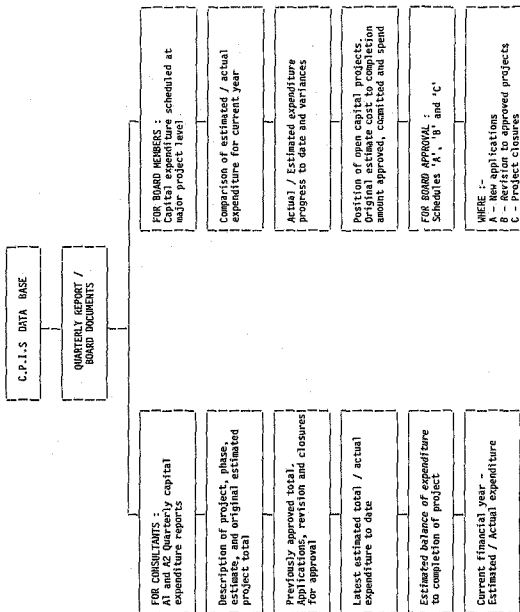 C.P.I.S DATA BASE
QUARTERLY REPORT /
BOARD DOCUMENTS
FOR CONSULTANTS :
A1 and A2 Quarterly capital
expenditure reports
Description of project, phase,
estimate, and original estimated
project total
Previously approved total.
Applications, revision and closures
for approval
Latest estimated total / actual
expenditure to date
Estimated balance of expenditure
to completion of project
Current financial year -
Estimated / Actual expenditure
FOR BOARD MEMBERS :
Capital expenditure scheduled at
major project level
Comparison of estimated / actual
expenditure for current year
Actual / Estimated expenditure
progress to date and variances
Position of open capital projects.
Original estimate cost to completion
amount approved, committed and spend
FOR BOARD APPROVAL :
Schedules 'A', 'B' and 'C'
WHERE :-
A - New applications
B - Revision to approved projects
C - Project closures